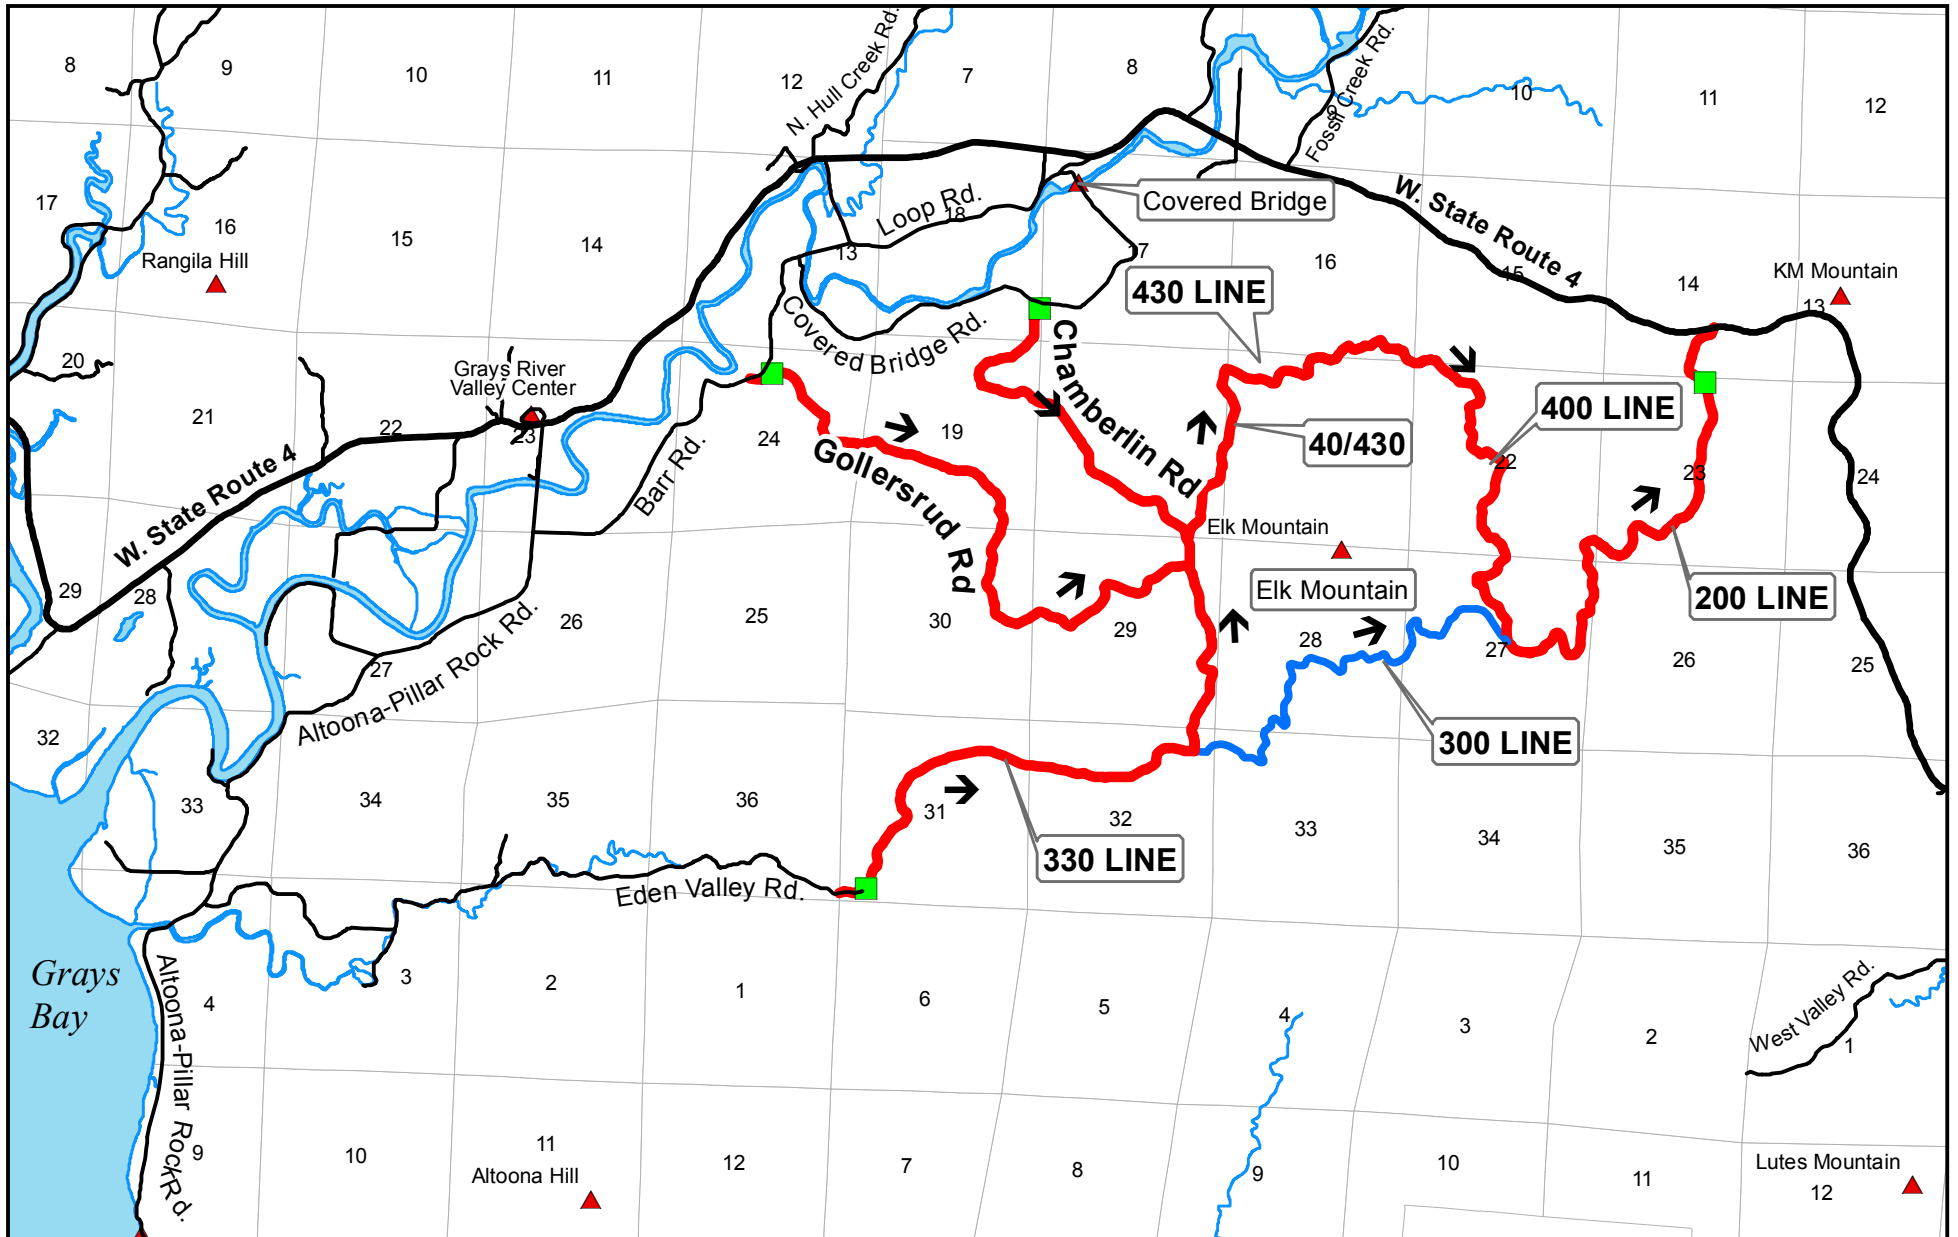 8
9
10
11
12
N. Hull Creek Rd.
7
8
Fossil Creek Rd.
10
11
12
17
16
15
14
13
Loop Rd.
18
Covered Bridge
17
16
W. State Route 4
15
14
13
KM Mountain
Rangila Hill
430 LINE
20
21
22
Grays River
Valley Center
23
Covered Bridge Rd.
Chamberlin Rd
24
19
Gollersrud Rd
Barr Rd.
40/430
400 LINE
22
23
24
W. State Route 4
Elk Mountain
Elk Mountain
200 LINE
29
28
27
26
25
30
29
28
27
26
25
Altoona-Pillar Rock Rd.
300 LINE
32
33
34
35
36
31
32
33
34
35
36
330 LINE
Eden Valley Rd.
Grays
Bay
Altoona-Pillar Rock Rd.
4
3
2
1
6
5
4
3
2
1
West Valley Rd.
9
10
11
12
7
8
9
10
11
12
Altoona Hill
Lutes Mountain